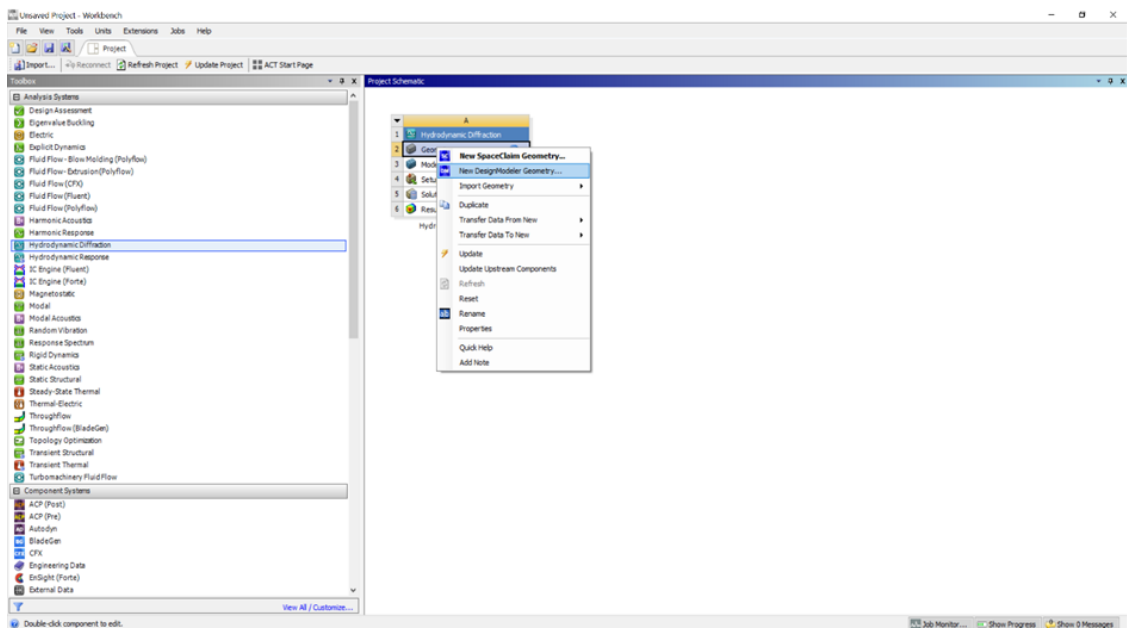 Unsaved Project - Workbench
File View Tools Units Extensions Jobs Help
Project
Import... Reconnect Refresh Project Update Project ACT Start Page
Toolbox
Analysis Systems
Design Assessment
Eigenvalue Buckling
Electric
Explicit Dynamics
Fluid Flow - Blow Molding (Polyflow)
Fluid Flow - Extrusion (Polyflow)
Fluid Flow (CFX)
Fluid Flow (Fluent)
Fluid Flow (Polyflow)
Harmonic Acoustics
Harmonic Response
Hydrodynamic Diffraction
Hydrodynamic Response
IC Engine (Fluent)
IC Engine (Forte)
Magnetostatic
Modal
Modal Acoustics
Random Vibration
Response Spectrum
Rigid Dynamics
Static Acoustics
Static Structural
Steady-State Thermal
Thermal-Electric
Throughflow
Throughflow (BladeGen)
Topology Optimization
Transient Structural
Transient Thermal
Turbomachinery Fluid Flow
Component Systems
ACP (Post)
ACP (Pre)
Autodyn
BladeGen
CFX
Engineering Data
EnSight (Forte)
External Data
View All / Customize...
Project Schematic
A
1 Hydrodynamic Diffraction
2 Geor
3 Mode
4 Setu
5 Solut
6 Resu
Hydr
New SpaceClaim Geometry...
New DesignModeler Geometry...
Import Geometry
Duplicate
Transfer Data From New
Transfer Data To New
Update
Update Upstream Components
Refresh
Reset
Rename
Properties
Quick Help
Add Note
Double-click component to edit.
Job Monitor... Show Progress Show 0 Messages